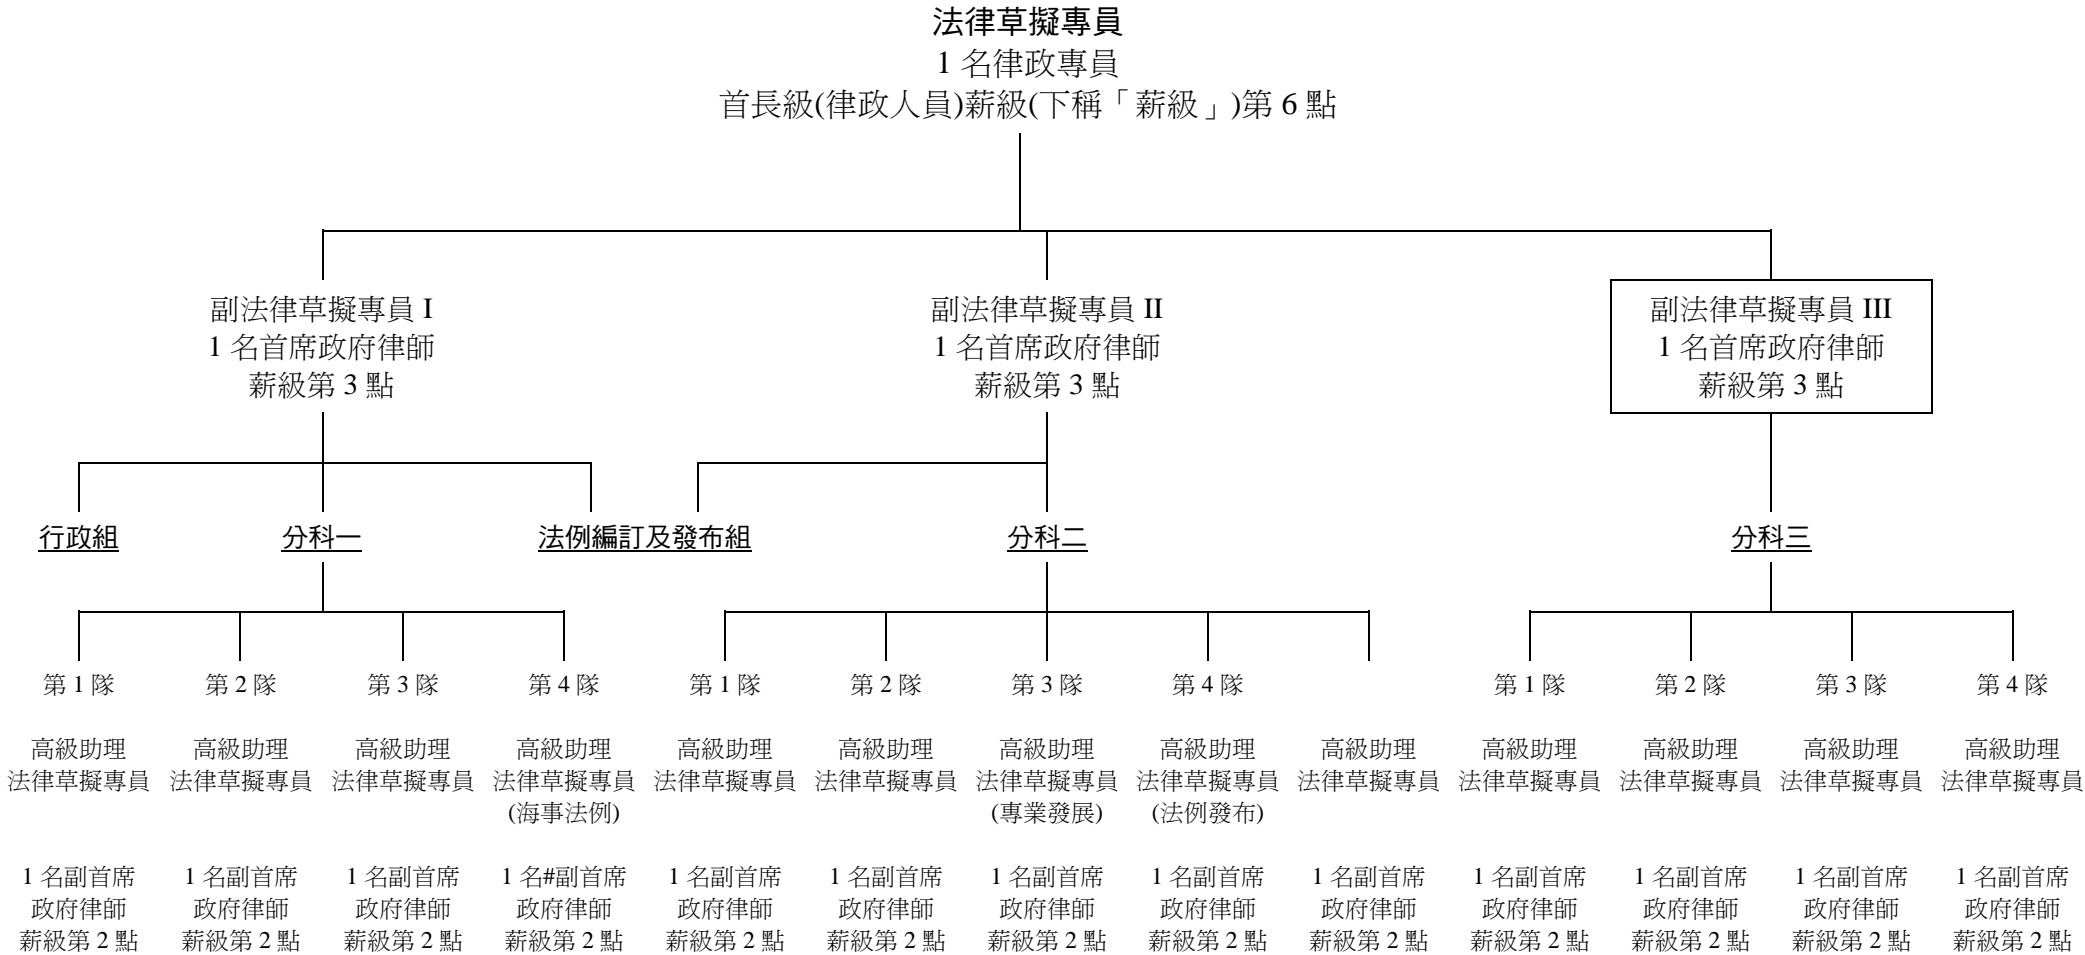 法律草擬專員
1 名律政專員
首長級(律政人員)薪級(下稱「薪級」)第 6 點
副法律草擬專員 I
1 名首席政府律師
薪級第 3 點
副法律草擬專員 II
1 名首席政府律師
薪級第 3 點
副法律草擬專員 III
1 名首席政府律師
薪級第 3 點
行政組
分科一
法例編訂及發布組
分科二
分科三
第 1 隊
高級助理
法律草擬專員
1 名副首席
政府律師
薪級第 2 點
第 2 隊
高級助理
法律草擬專員
1 名副首席
政府律師
薪級第 2 點
第 3 隊
高級助理
法律草擬專員
1 名副首席
政府律師
薪級第 2 點
第 4 隊
高級助理
法律草擬專員
(海事法例)
1 名#副首席
政府律師
薪級第 2 點
第 1 隊
高級助理
法律草擬專員
1 名副首席
政府律師
薪級第 2 點
第 2 隊
高級助理
法律草擬專員
1 名副首席
政府律師
薪級第 2 點
第 3 隊
高級助理
法律草擬專員
(專業發展)
1 名副首席
政府律師
薪級第 2 點
第 4 隊
高級助理
法律草擬專員
(法例發布)
1 名副首席
政府律師
薪級第 2 點
高級助理
法律草擬專員
1 名副首席
政府律師
薪級第 2 點
第 1 隊
高級助理
法律草擬專員
1 名副首席
政府律師
薪級第 2 點
第 2 隊
高級助理
法律草擬專員
1 名副首席
政府律師
薪級第 2 點
第 3 隊
高級助理
法律草擬專員
1 名副首席
政府律師
薪級第 2 點
第 4 隊
高級助理
法律草擬專員
1 名副首席
政府律師
薪級第 2 點